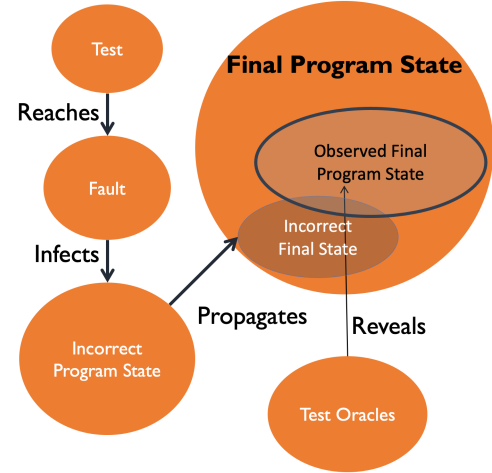 Test
Reaches
Fault
Infects
Incorrect
Program State
Propagates
Final Program State
Observed Final
Program State
Incorrect
Final State
Reveals
Test Oracles